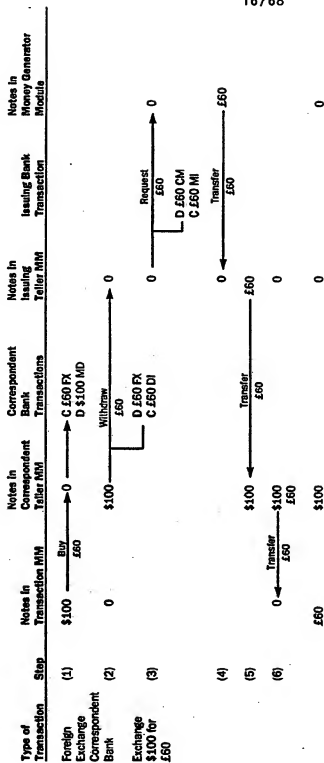 16/68
Type of
Transaction
Step
Notes in
Transaction MM
Notes in
Correspondent
Teller MM
Correspondent
Bank
Transactions
Notes in
Issuing
Teller MM
Issuing Bank
Transaction
Notes in
Money Generator
Module
Foreign
Exchange
Correspondent
Bank
Exchange
$100 for
£60
(1)
$100
Buy
£60
0
C £60 FX
D $100 MD
(2)
0
$100
Withdraw
£60
0
D £60 FX
C £60 DI
(3)
0
Request
£60
0
D £60 CM
C £60 MI
(4)
0
Transfer
£60
£60
(5)
$100
Transfer
£60
£60
(6)
0
Transfer
£60
$100
£60
0
£60
$100
0
0